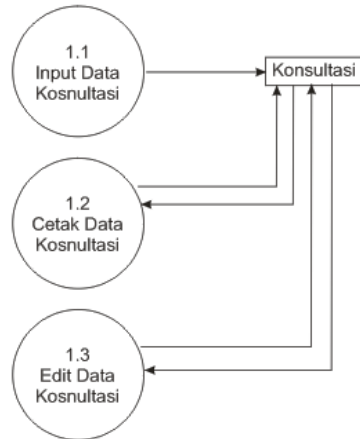 1.1
Input Data
Kosnultasi
Konsultasi
1.2
Cetak Data
Kosnultasi
1.3
Edit Data
Kosnultasi